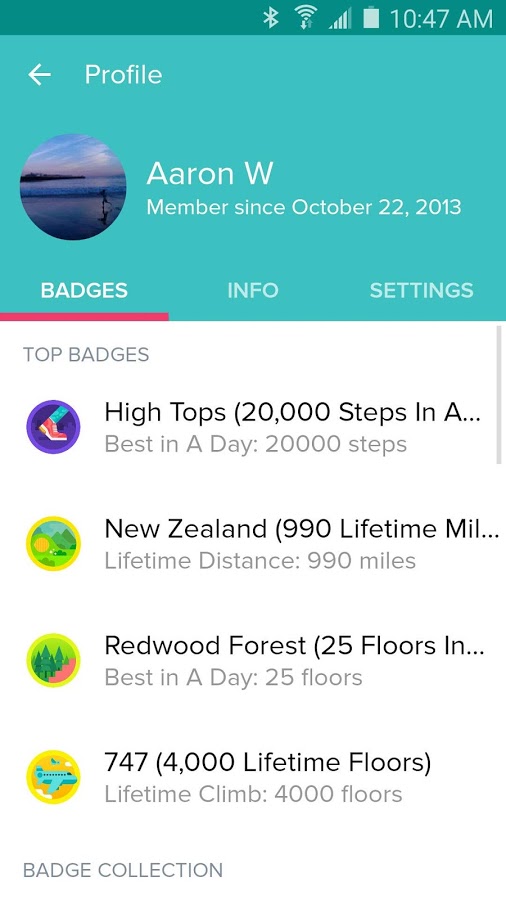 10:47 AM
Profile
Aaron W
Member since October 22, 2013
BADGES INFO SETTINGS
TOP BADGES
High Tops (20,000 Steps In A...
Best in A Day: 20000 steps
New Zealand (990 Lifetime Mil...
Lifetime Distance: 990 miles
Redwood Forest (25 Floors In...
Best in A Day: 25 floors
747 (4,000 Lifetime Floors)
Lifetime Climb: 4000 floors
BADGE COLLECTION